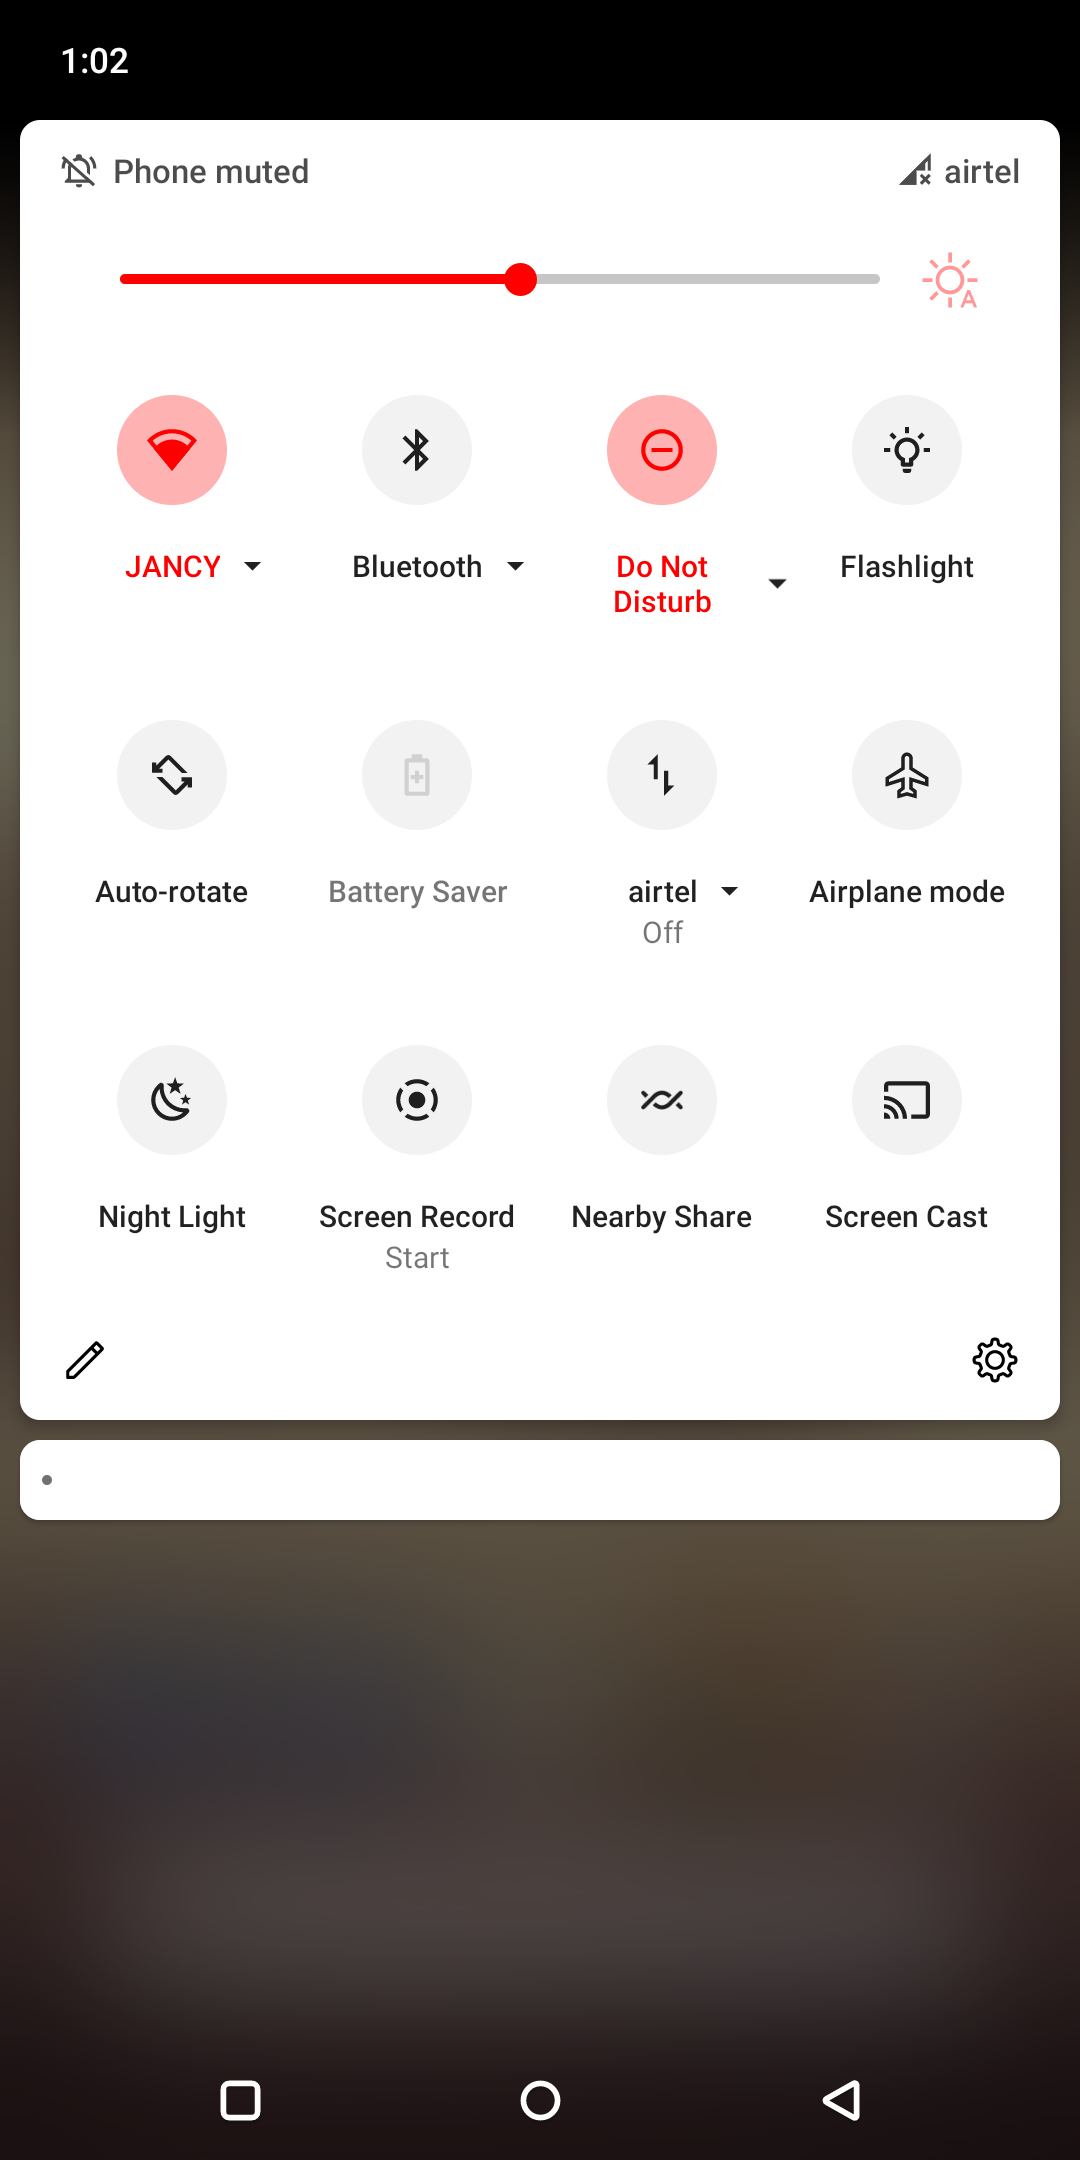 1:02
Phone muted
airtel
JANCY
Bluetooth
Do Not
Disturb
Flashlight
Auto-rotate
Battery Saver
airtel
Off
Airplane mode
Night Light
Screen Record
Start
Nearby Share
Screen Cast